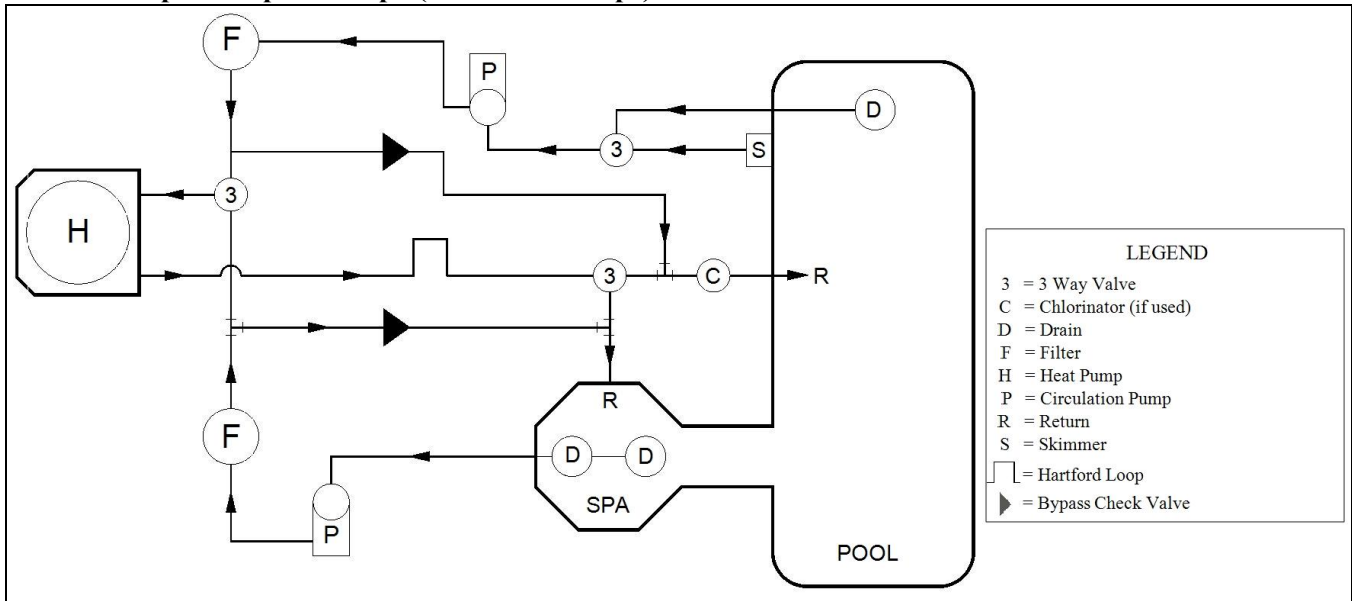 F
P
D
3
S
3
H
LEGEND
3 = 3 Way Valve
C = Chlorinator (if used)
D = Drain
F = Filter
H = Heat Pump
P = Circulation Pump
R = Return
S = Skimmer
= Hartford Loop
= Bypass Check Valve
3
C
R
R
F
D
D
SPA
P
POOL